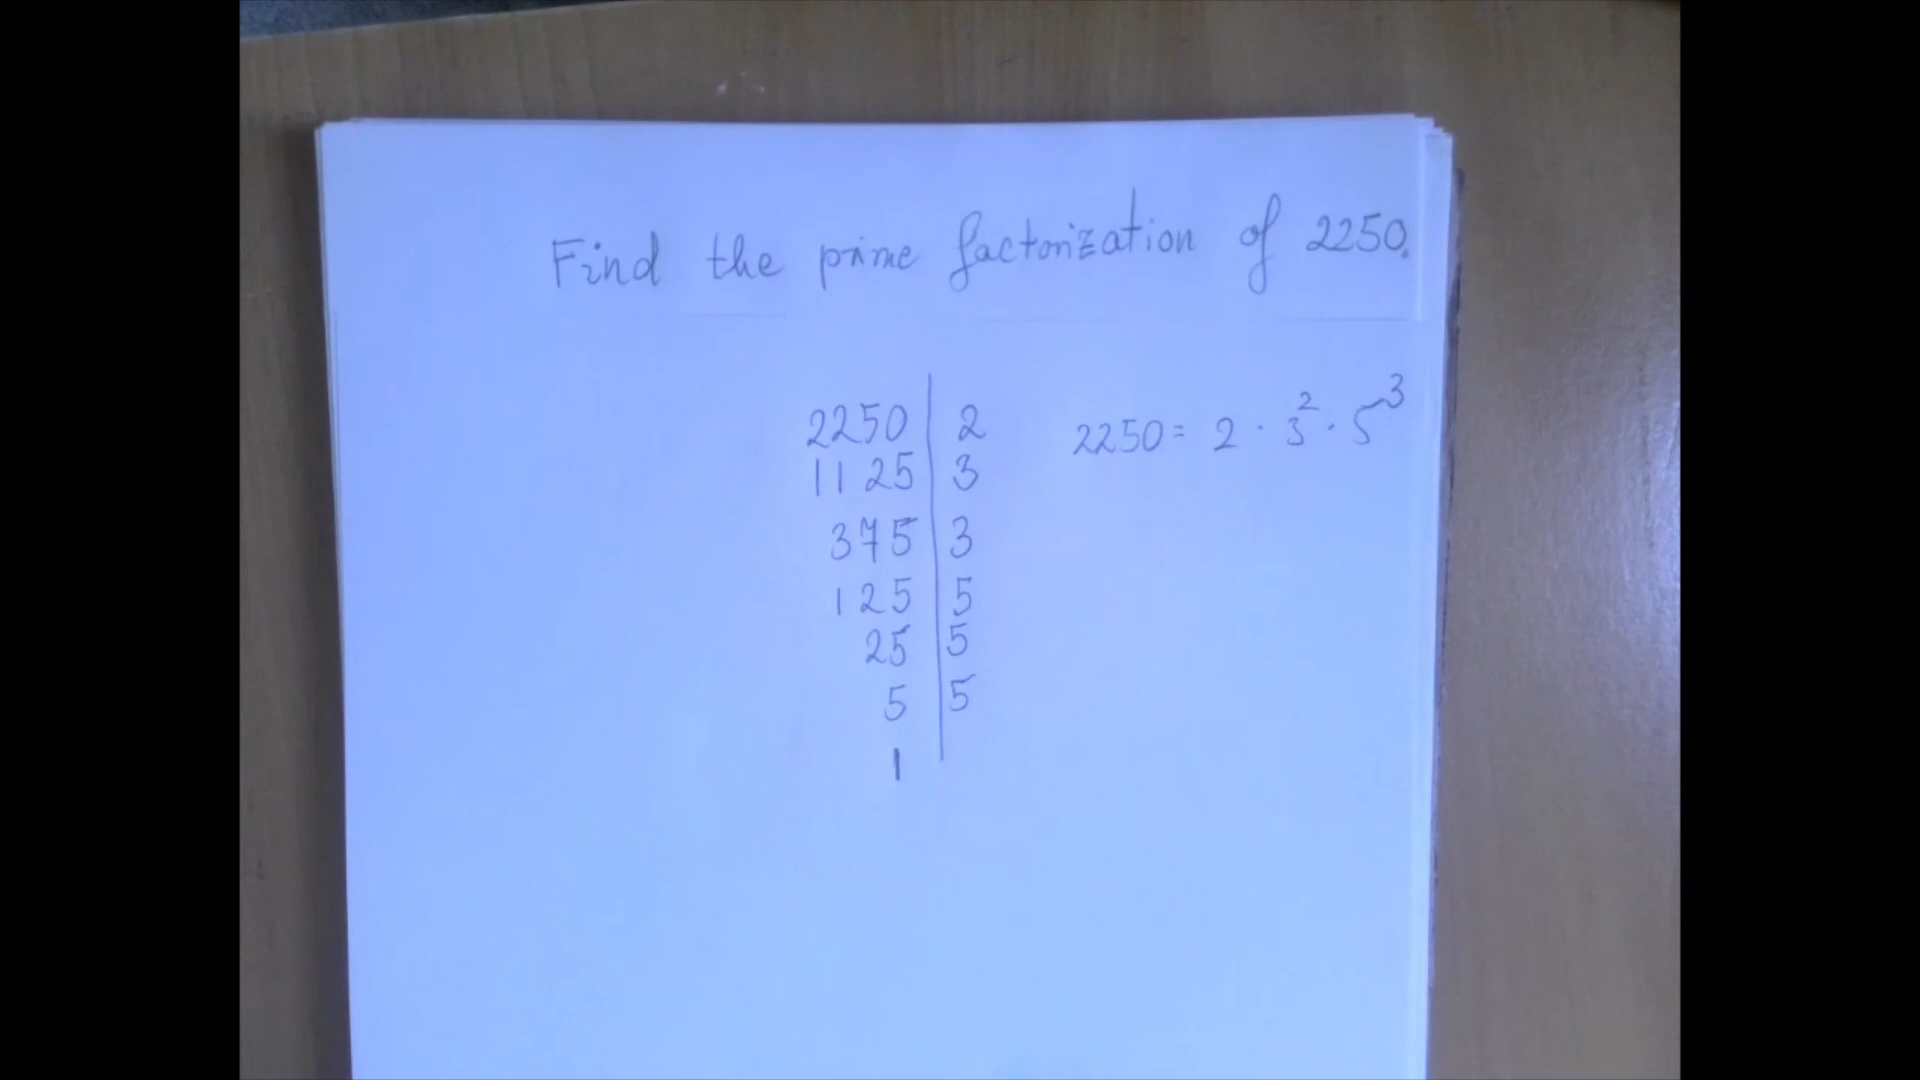 Find the prime factorization of 2250.
2250 | 2
1125 | 3
375 | 3
125 | 5
25 | 5
5 | 5
1
2250 = 2 · 3² · 5³